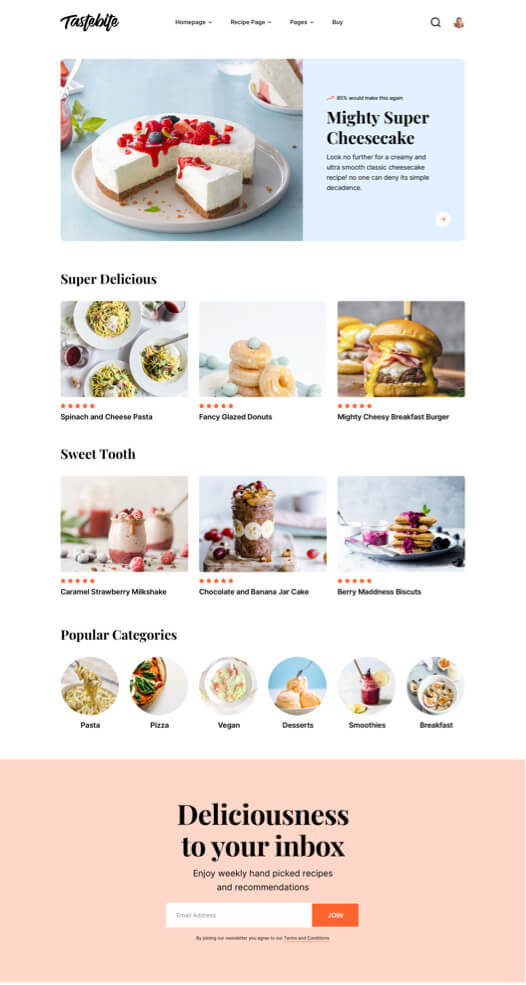 Tastebite
Homepage Recipe Page Pages Buy
85% would make this again
Mighty Super
Cheesecake
Look no further for a creamy and
ultra smooth classic cheesecake
recipe! no one can deny its simple
decadence.
Super Delicious
Spinach and Cheese Pasta
Fancy Glazed Donuts
Mighty Cheesy Breakfast Burger
Sweet Tooth
Caramel Strawberry Milkshake
Chocolate and Banana Jar Cake
Berry Maddness Biscuts
Popular Categories
Pasta
Pizza
Vegan
Desserts
Smoothies
Breakfast
Deliciousness
to your inbox
Enjoy weekly hand picked recipes
and recommendations
Email Address
JOIN
By joining our newsletter you agree to our Terms and Conditions